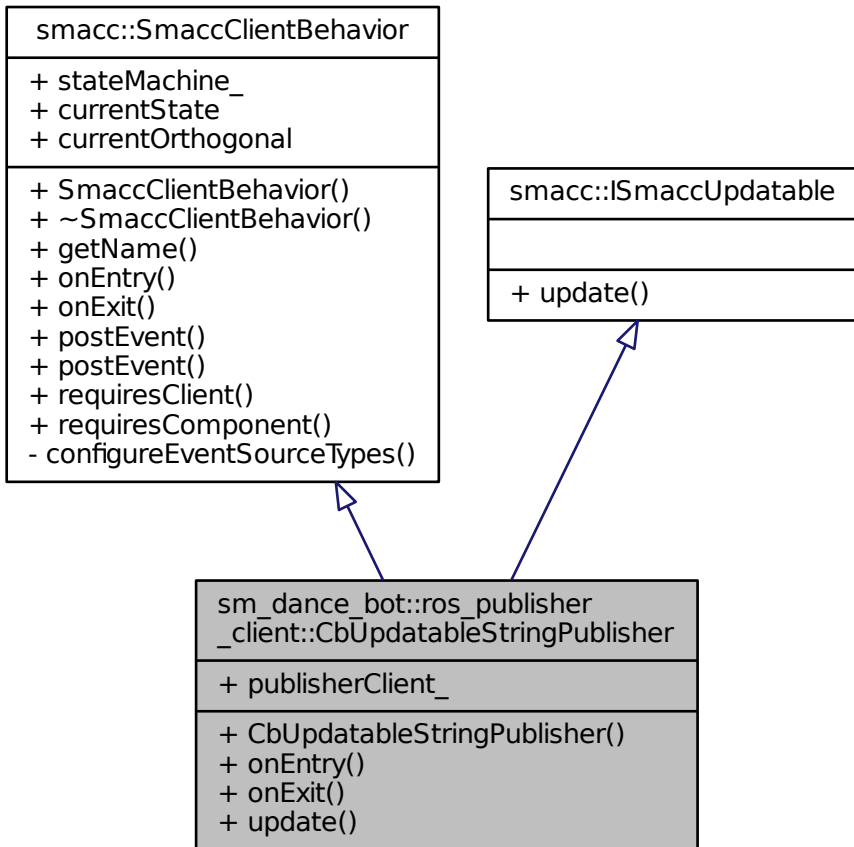 smacc::SmaccClientBehavior
+ stateMachine_
+ currentState
+ currentOrthogonal
+ SmaccClientBehavior()
+ ~SmaccClientBehavior()
+ getName()
+ onEntry()
+ onExit()
+ postEvent()
+ postEvent()
+ requiresClient()
+ requiresComponent()
- configureEventSourceTypes()
smacc::ISmaccUpdatable
+ update()
sm_dance_bot::ros_publisher
_client::CbUpdatableStringPublisher
+ publisherClient_
+ CbUpdatableStringPublisher()
+ onEntry()
+ onExit()
+ update()